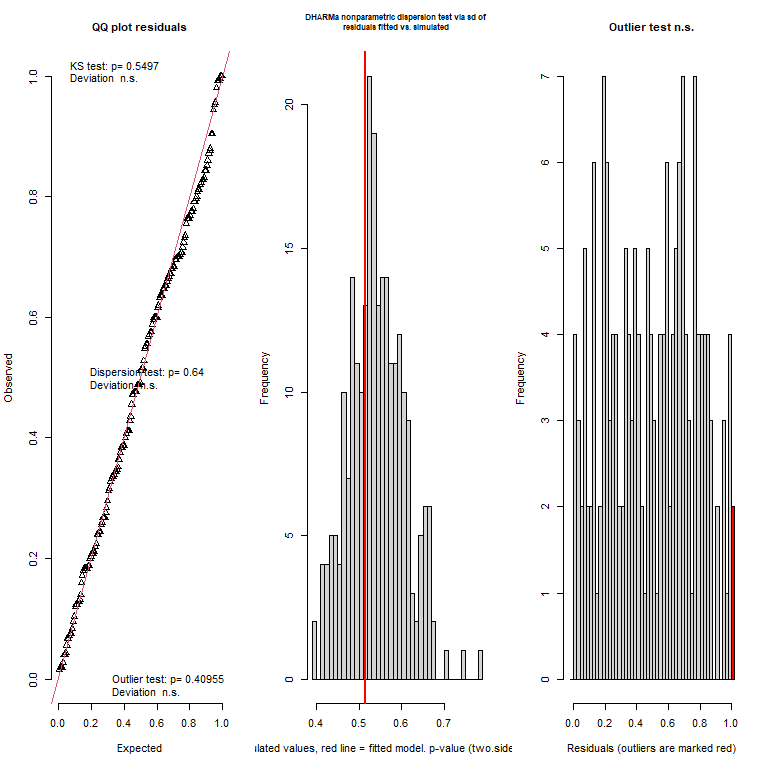 QQ plot residuals
KS test: p= 0.5497
Deviation n.s.
Dispersion test: p= 0.64
Deviation n.s.
Outlier test: p= 0.40955
Deviation n.s.
Observed
0.0 0.2 0.4 0.6 0.8 1.0
0.0 0.2 0.4 0.6 0.8 1.0
Expected
DHARMa nonparametric dispersion test via sd of
residuals fitted vs. simulated
Frequency
0 5 10 15 20
0.4 0.5 0.6 0.7
lated values, red line = fitted model. p-value (two.side
Outlier test n.s.
Frequency
0 1 2 3 4 5 6 7
0.0 0.2 0.4 0.6 0.8 1.0
Residuals (outliers are marked red)